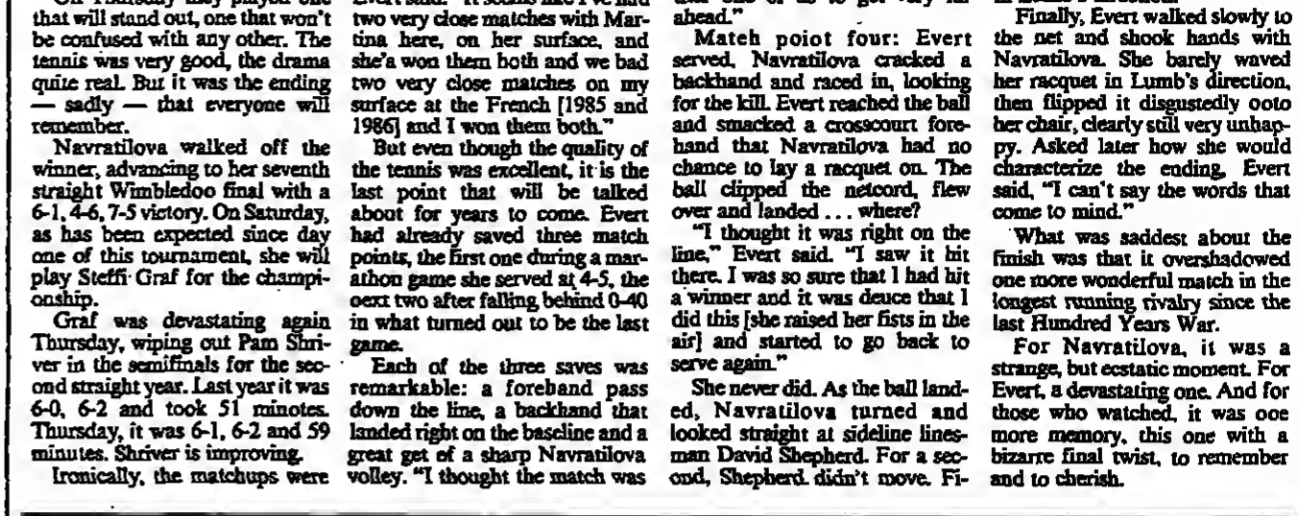 that will stand out, one that won't
be confused with any other. The
tennis was very good, the drama
quite real. But it was the ending
— sadly — that everyone will
remember.
Navratilova walked off the
winner, advancing to her seventh
straight Wimbledoo final with a
6-1, 4-6, 7-5 victory. On Saturday,
as has been expected since day
one of this tournament, she will
play Steffi Graf for the champi-
onship.
Graf was devastating again
Thursday, wiping out Pam Shri-
ver in the semifinals for the sec-
ond straight year. Last year it was
6-0, 6-2 and took 51 minotes.
Thursday, it was 6-1, 6-2 and 59
minutes. Shriver is improving.
Ironically, the matchups were
two very close matches with Mar-
tina here, on her surface, and
she'a won them both and we bad
two very close matches on my
surface at the French [1985 and
1986] and I won them both."
But even though the quality of
the tennis was excellent, it is the
last point that will be talked
about for years to come. Evert
had already saved three match
points, the first one during a mar-
athon game she served at 4-5, the
oext two after falling behind 0-40
in what turned out to be the last
game.
Each of the three saves was
remarkable: a forehand pass
down the line, a backhand that
landed right on the baseline and a
great get of a sharp Navratilova
volley. "I thought the match was
ahead."
Match poiot four: Evert
served, Navratilova cracked a
backhand and raced in, looking
for the kill. Evert reached the ball
and smacked a crosscourt fore-
hand that Navratilova had no
chance to lay a racquet on. The
ball clipped the netcord, flew
over and landed . . . where?
"I thought it was right on the
line," Evert said. "I saw it hit
there. I was so sure that I had hit
a winner and it was deuce that I
did this [she raised her fists in the
air] and started to go back to
serve again."
She never did. As the ball land-
ed, Navratilova turned and
looked straight at sideline lines-
man David Shepherd. For a sec-
ond, Shepherd didn't move. Fi-
Finally, Evert walked slowly to
the net and shook hands with
Navratilova. She barely waved
her racquet in Lumb's direction,
then flipped it disgustedly ooto
her chair, clearly still very unhap-
py. Asked later how she would
characterize the ending, Evert
said, "I can't say the words that
come to mind."
What was saddest about the
finish was that it overshadowed
one more wonderful match in the
longest running rivalry since the
last Hundred Years War.
For Navratilova, it was a
strange, but ecstatic moment. For
Evert, a devastating one. And for
those who watched, it was ooe
more memory, this one with a
bizarre final twist, to remember
and to cherish.